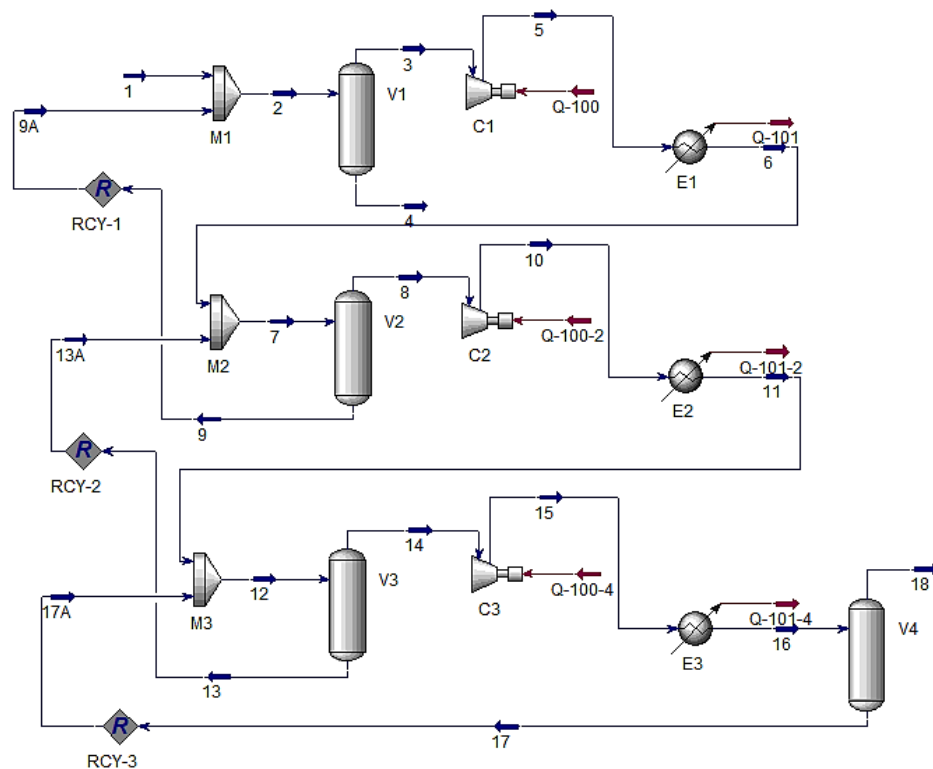 5
3
1
2
V1
C1
Q-100
9A
M1
Q-101
6
E1
R
RCY-1
4
10
8
V2
C2
Q-100-2
7
13A
M2
Q-101-2
11
E2
9
R
RCY-2
15
14
V3
C3
Q-100-4
12
17A
M3
18
Q-101-4
16
V4
E3
13
R
RCY-3
17